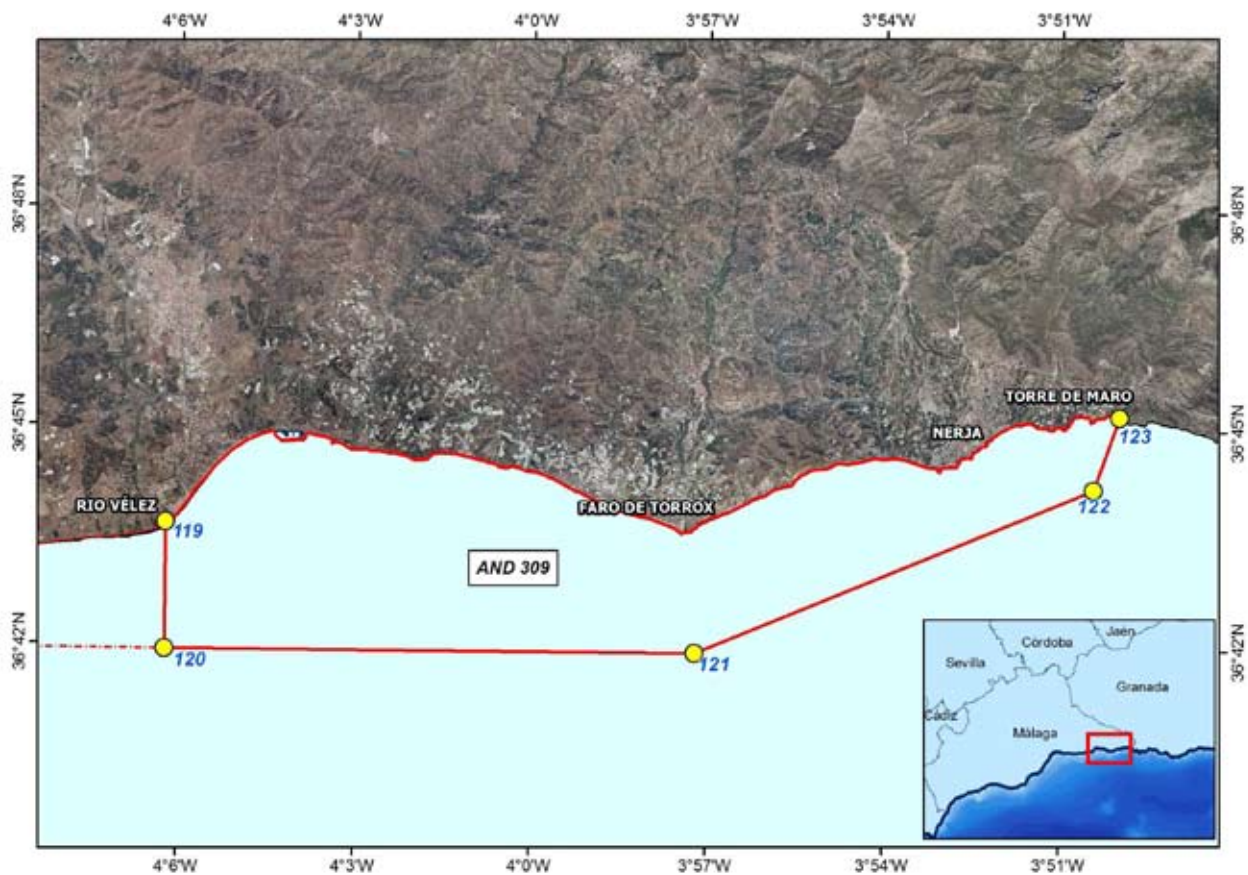 4°6'W 4°3'W 4°0'W 3°57'W 3°54'W 3°51'W
36°48'N 36°48'N
36°45'N 36°45'N
TORRE DE MARO
123
NERJA
122
RIO VÉLEZ
119
FARO DE TORROX
AND 309
36°42'N 36°42'N
120
121
Córdoba
Jaén
Sevilla
Granada
Cádiz
Málaga
4°6'W 4°3'W 4°0'W 3°57'W 3°54'W 3°51'W